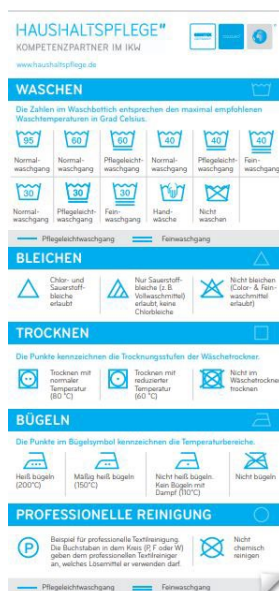 HAUSHALTSPFLEGE
KOMPETENZPARTNER IM IKW
www.haushaltspflege.de
WASCHEN
Die Zahlen im Waschbottich entsprechen den maximal empfohlenen
Waschtemperaturen in Grad Celsius.
95 60 60 40 40 40
Normal-
waschgang
Normal-
waschgang
Pflegeleicht-
waschgang
Normal-
waschgang
Pflegeleicht-
waschgang
Fein-
waschgang
30 30 30
Normal-
waschgang
Pflegeleicht-
waschgang
Fein-
waschgang
Hand-
wäsche
Nicht
waschen
Pflegeleichtwaschgang Feinwaschgang
BLEICHEN
Chlor- und
Sauerstoff-
bleiche
erlaubt
Nur Sauerstoff-
bleiche (z. B.
Vollwaschmittel)
erlaubt, keine
Chlorbleiche
Nicht bleichen
(Color- & Fein-
waschmittel
erlaubt)
TROCKNEN
Die Punkte kennzeichnen die Trocknungsstufen der Wäschetrockner.
Trocknen mit
normaler
Temperatur
(80 °C)
Trocknen mit
reduzierter
Temperatur
(60 °C)
Nicht im
Wäschetrockner
trocknen
BÜGELN
Die Punkte im Bügelsymbol kennzeichnen die Temperaturbereiche.
Heiß bügeln
(200°C)
Mäßig heiß bügeln
(150°C)
Nicht heiß bügeln.
Kein Bügeln mit
Dampf (110°C)
Nicht bügeln
PROFESSIONELLE REINIGUNG
P
Beispiel für professionelle Textilreinigung.
Die Buchstaben in dem Kreis (P, F oder W)
geben dem professionellen Textilreiniger
an, welches Lösemittel er verwenden darf.
Nicht
chemisch
reinigen
Pflegeleichtwaschgang Feinwaschgang